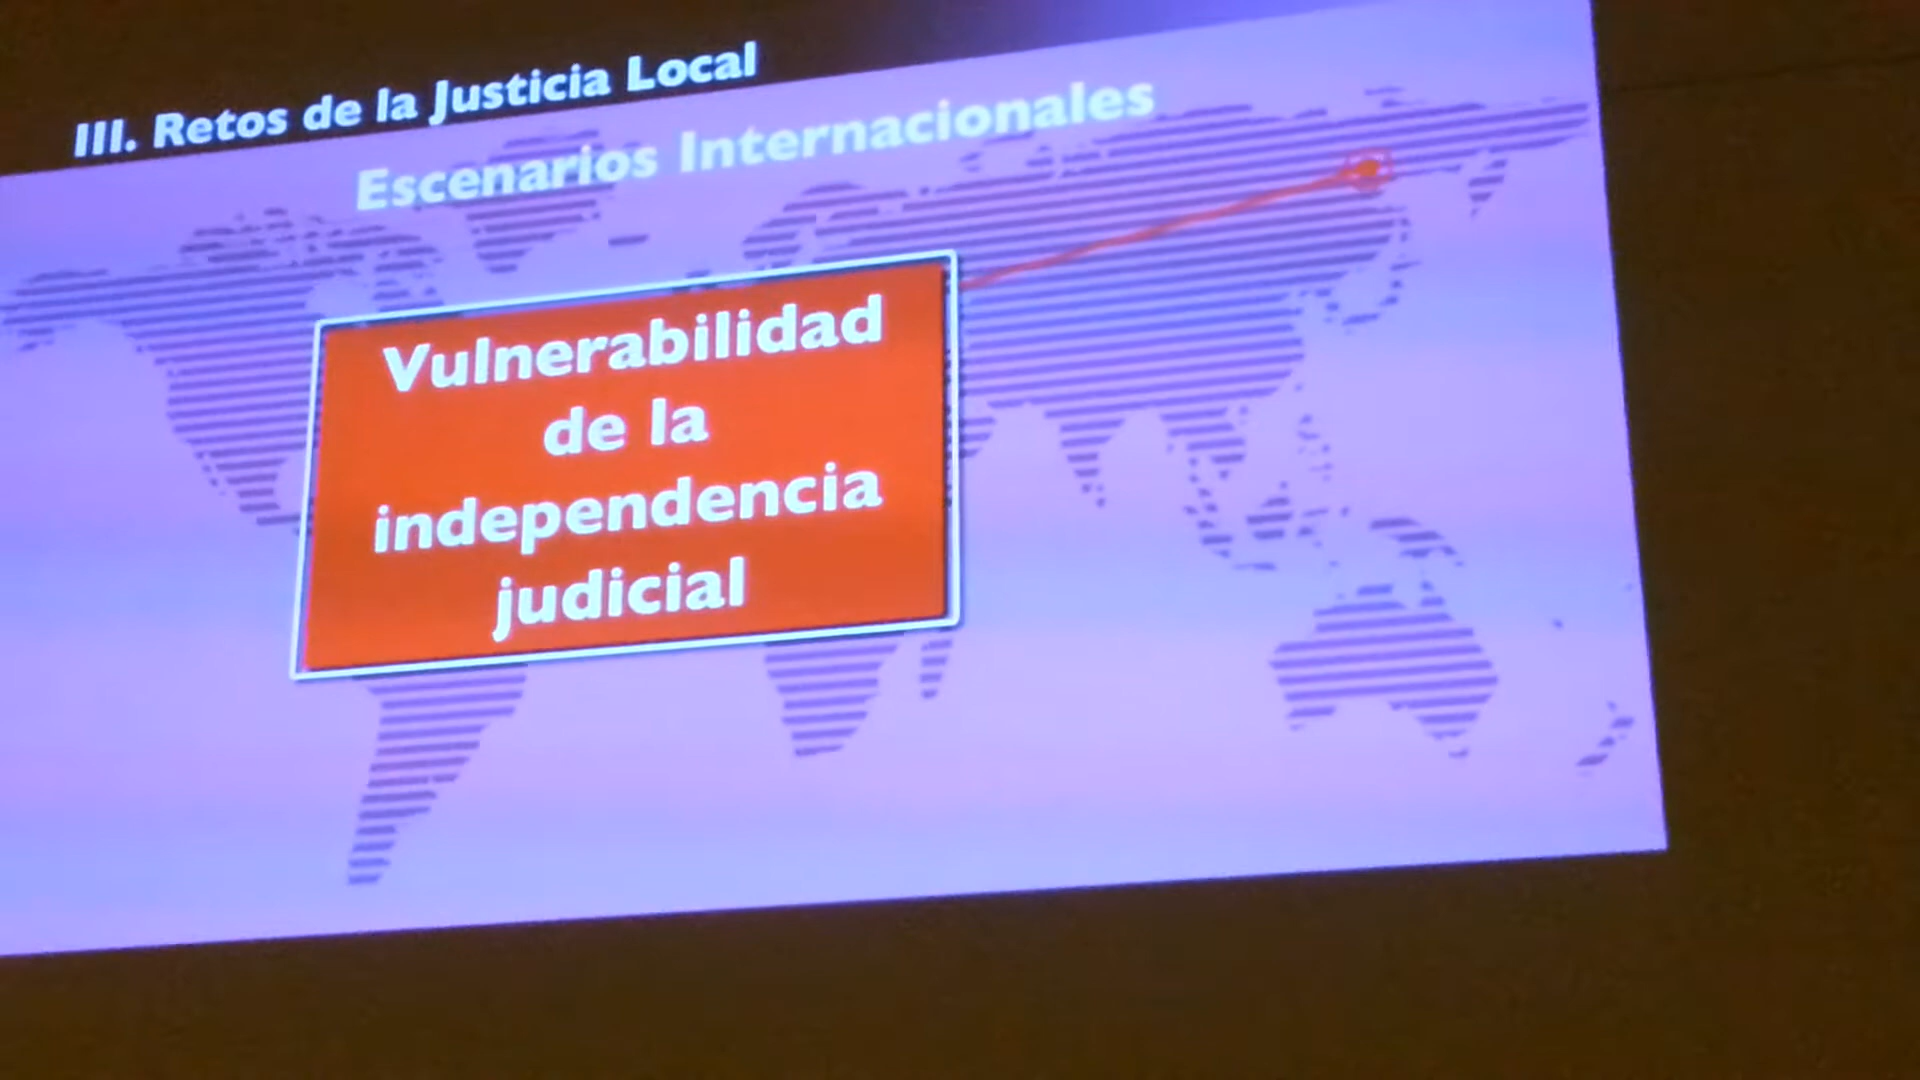 III. Retos de la Justicia Local
Escenarios Internacionales
Vulnerabilidad
de la
independencia
judicial